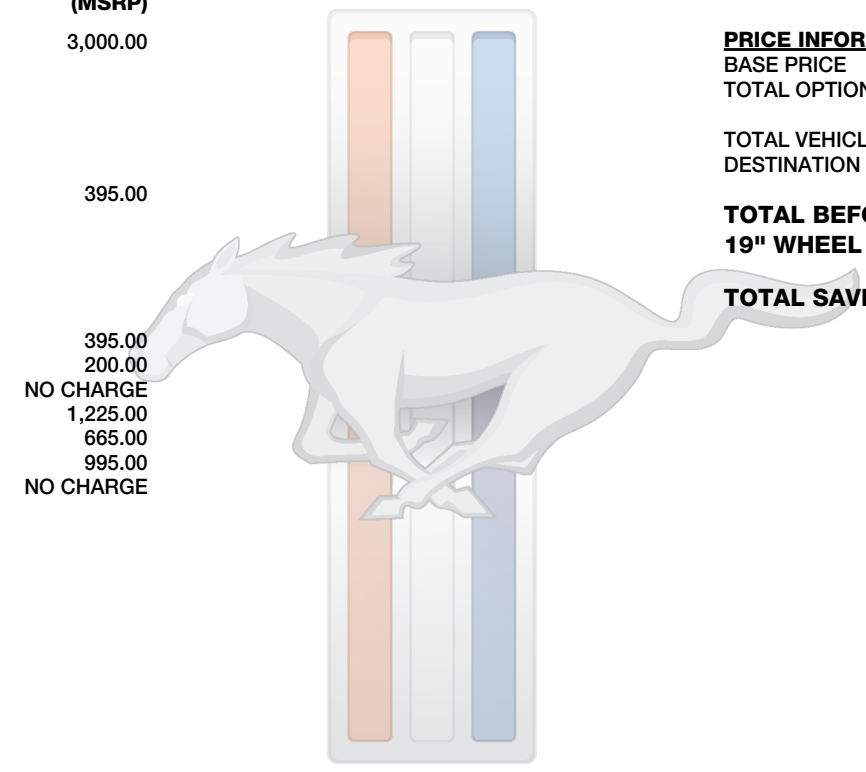 (MSRP)
3,000.00
395.00
395.00
200.00
NO CHARGE
1,225.00
665.00
995.00
NO CHARGE
PRICE INFOR
BASE PRICE
TOTAL OPTION
TOTAL VEHICL
DESTINATION
TOTAL BEFO
19" WHEEL
TOTAL SAVI